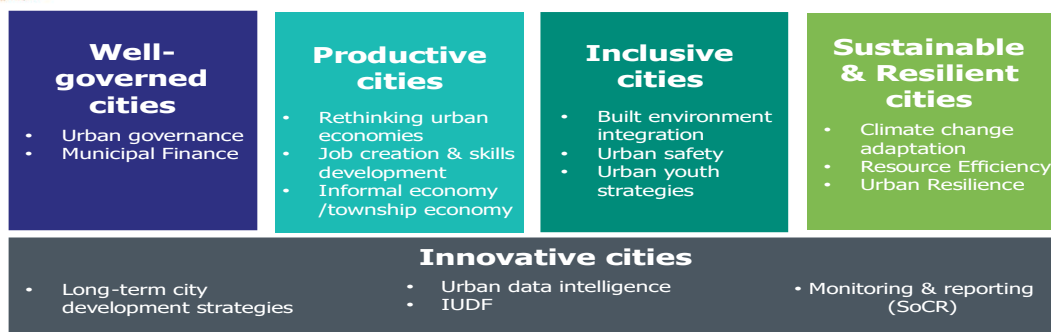 Well-
governed
cities
• Urban governance
• Municipal Finance
Productive
cities
• Rethinking urban
economies
• Job creation & skills
development
• Informal economy
/township economy
Inclusive
cities
• Built environment
integration
• Urban safety
• Urban youth
strategies
Sustainable
& Resilient
cities
• Climate change
adaptation
• Resource Efficiency
• Urban Resilience
Innovative cities
• Long-term city
development strategies
• Urban data intelligence
• IUDF
• Monitoring & reporting
(SoCR)